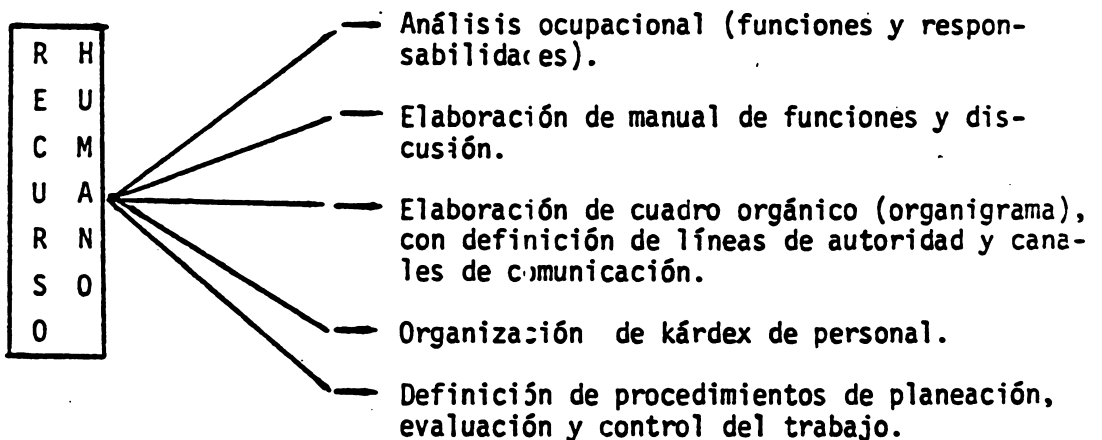 RECURSO
HUMANO
— Análisis ocupacional (funciones y respon-
sabilidades).
— Elaboración de manual de funciones y dis-
cusión.
— Elaboración de cuadro orgánico (organigrama),
con definición de líneas de autoridad y cana-
les de comunicación.
— Organización de kárdex de personal.
— Definición de procedimientos de planeación,
evaluación y control del trabajo.